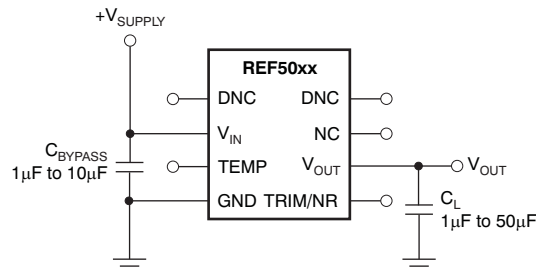 +V_SUPPLY
REF50xx
DNC DNC
V_IN NC
C_BYPASS
1μF to 10μF
TEMP V_OUT V_OUT
GND TRIM/NR
C_L
1μF to 50μF